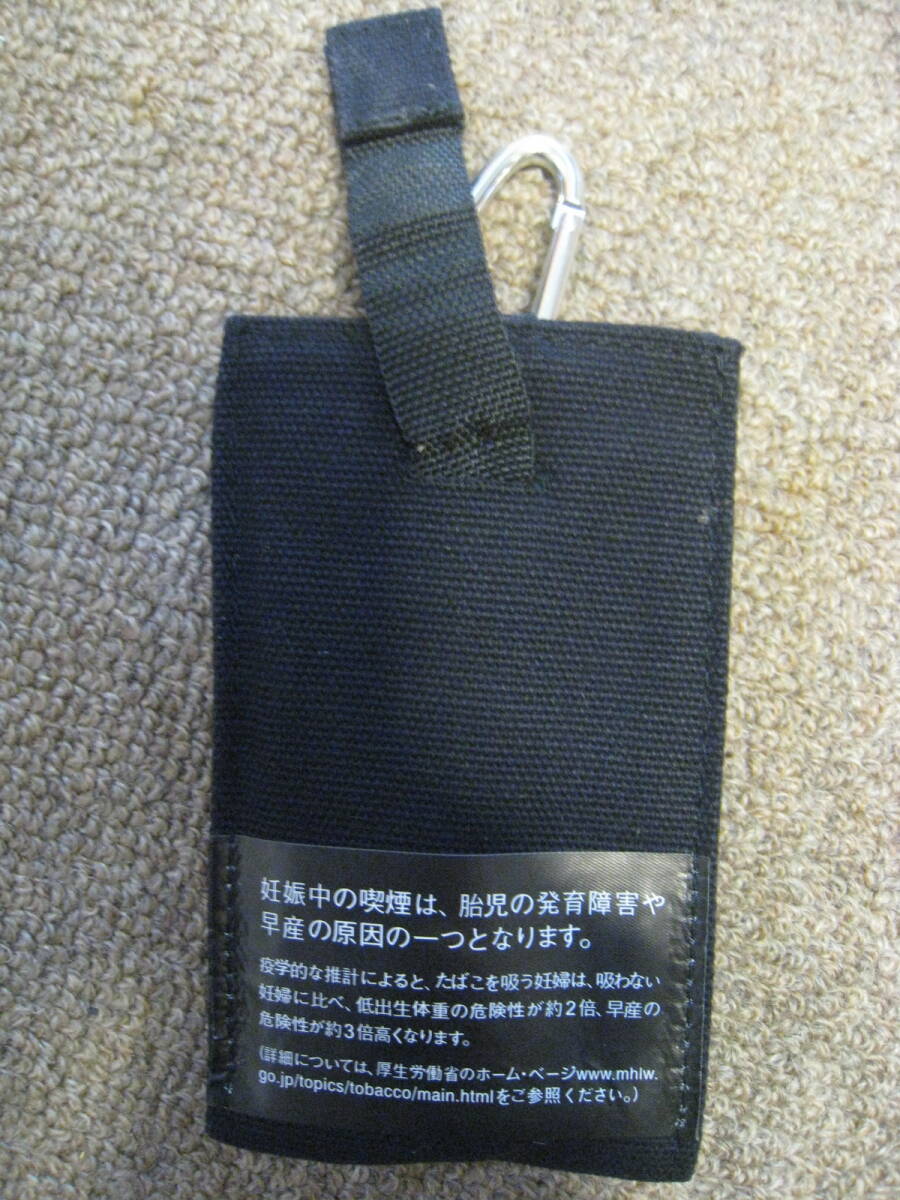 妊娠中の喫煙は、胎児の発育障害や
早産の原因の一つとなります。
疫学的な推計によると、たばこを吸う妊婦は、吸わない
妊婦に比べ、低出生体重の危険性が約2倍、早産の
危険性が約3倍高くなります。
(詳細については、厚生労働省のホーム・ページwww.mhlw.
go.jp/topics/tobacco/main.htmlをご参照ください。)